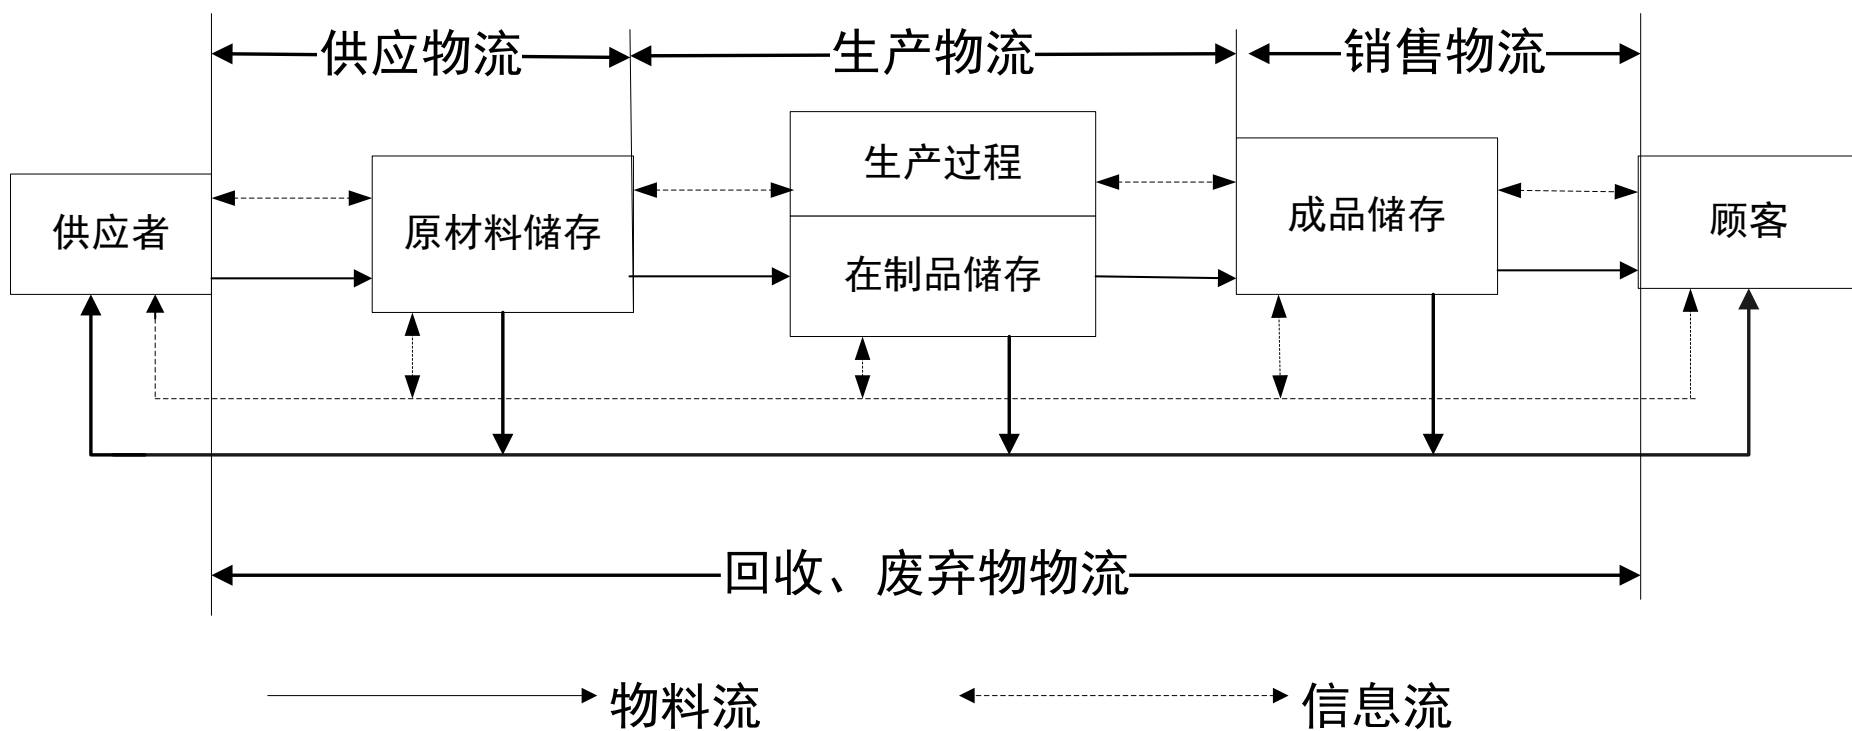 供应物流
生产物流
销售物流
供应者
原材料储存
生产过程
在制品储存
成品储存
顾客
回收、废弃物物流
物料流
信息流